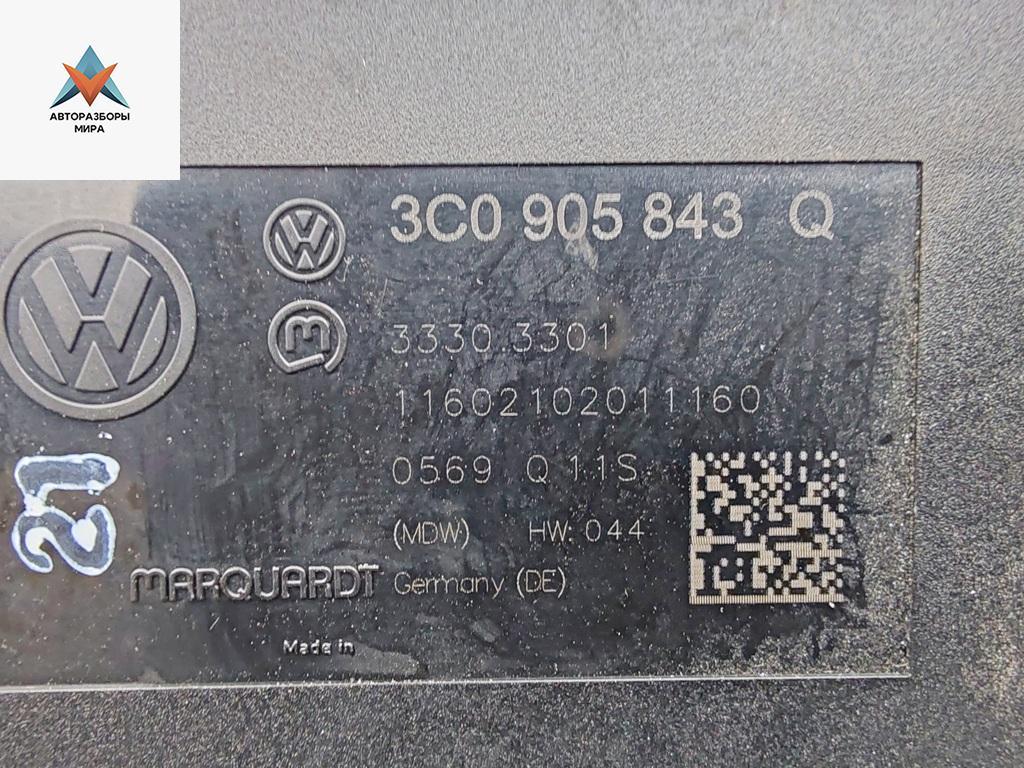 АВТОРАЗБОРЫ
МИРА
3C0 905 843 Q
3330 3301
11602102011160
0569 Q 11S
(MDW) HW: 044
MARQUARDT Germany (DE)
Made in
21